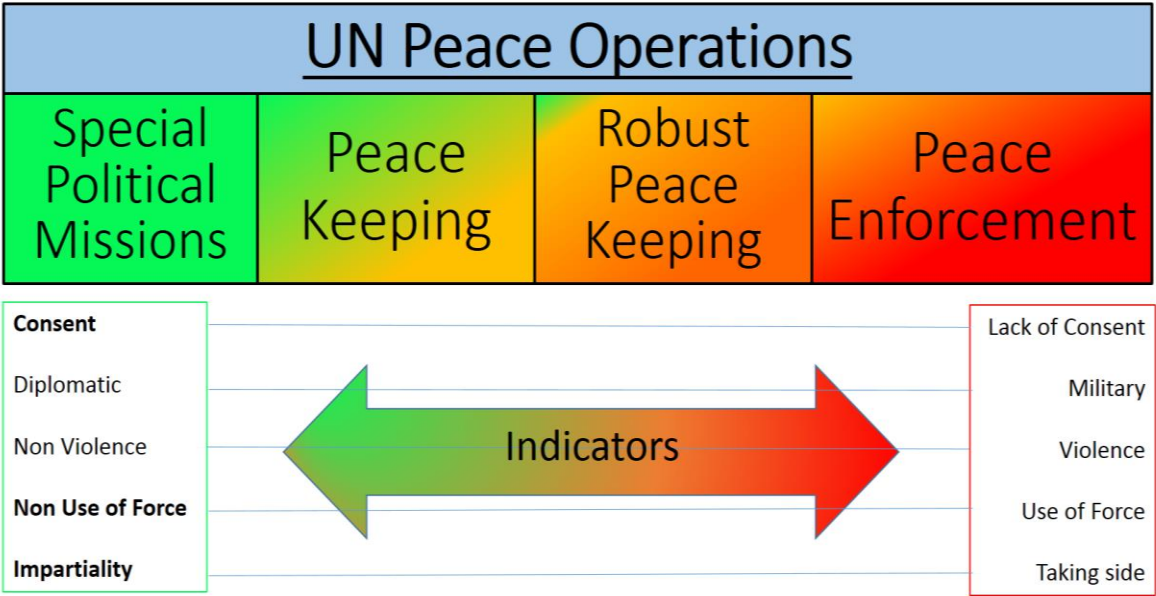 UN Peace Operations
Special
Political
Missions
Peace
Keeping
Robust
Peace
Keeping
Peace
Enforcement
Consent
Lack of Consent
Diplomatic
Military
Non Violence
Indicators
Violence
Non Use of Force
Use of Force
Impartiality
Taking side